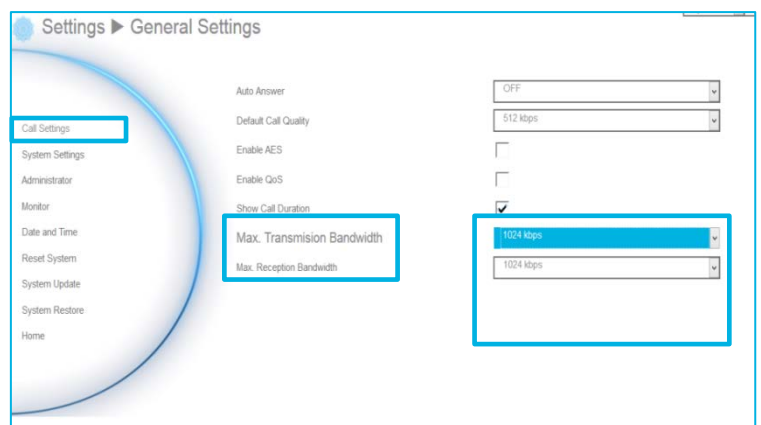 Settings ▶ General Settings
Call Settings
System Settings
Administrator
Monitor
Date and Time
Reset System
System Update
System Restore
Home
Auto Answer OFF
Default Call Quality 512 kbps
Enable AES
Enable QoS
Show Call Duration
Max. Transmision Bandwidth 1024 kbps
Max. Reception Bandwidth 1024 kbps